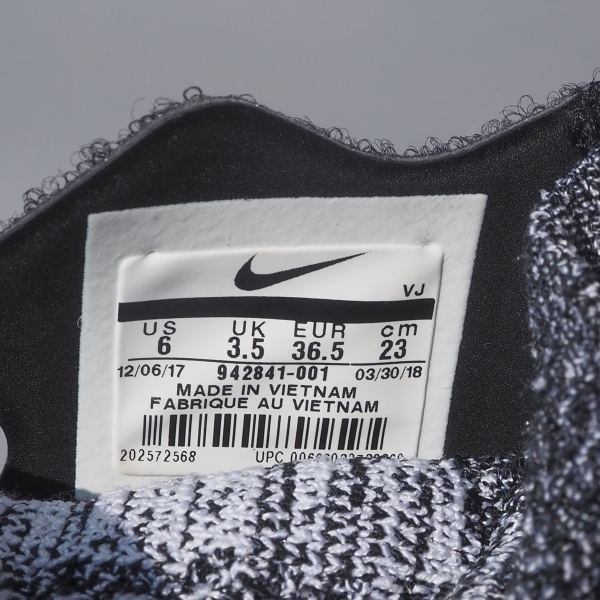 VJ
US UK EUR cm
6 3.5 36.5 23
12/06/17 942841-001 03/30/18
MADE IN VIETNAM
FABRIQUE AU VIETNAM
202572568 UPC